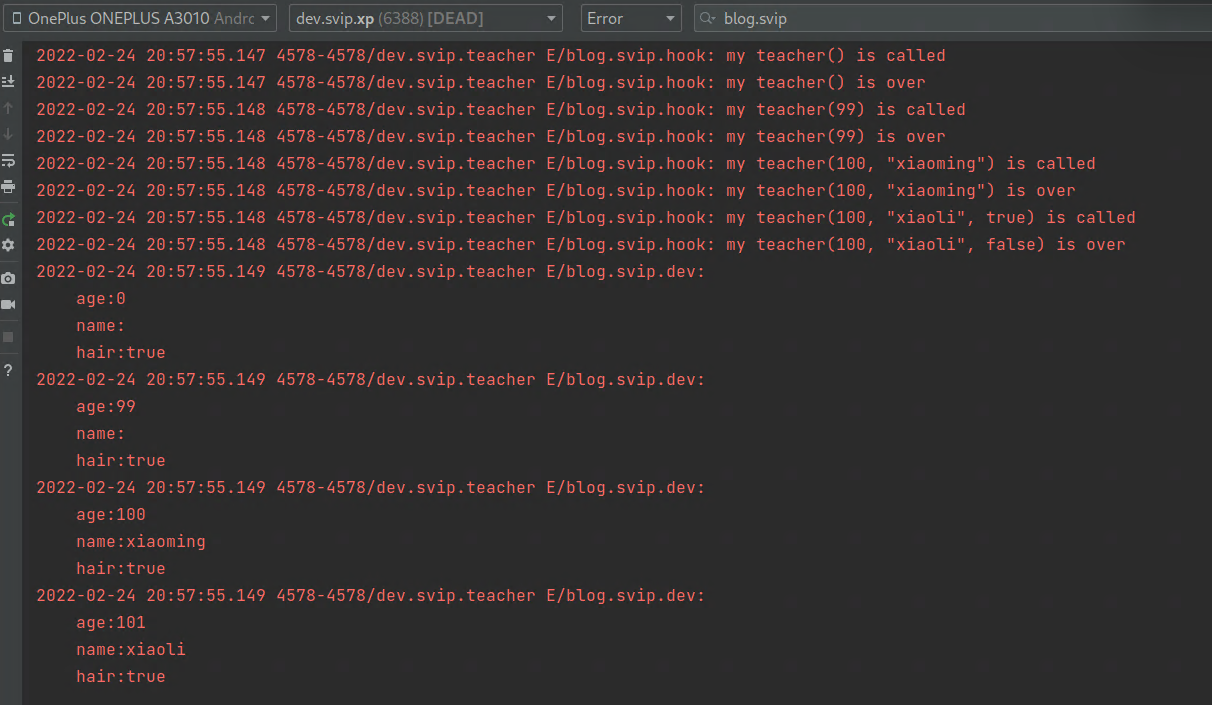 OnePlus ONEPLUS A3010 Andrc
dev.svip.xp (6388) [DEAD]
Error
blog.svip
2022-02-24 20:57:55.147 4578-4578/dev.svip.teacher E/blog.svip.hook: my teacher() is called
2022-02-24 20:57:55.147 4578-4578/dev.svip.teacher E/blog.svip.hook: my teacher() is over
2022-02-24 20:57:55.148 4578-4578/dev.svip.teacher E/blog.svip.hook: my teacher(99) is called
2022-02-24 20:57:55.148 4578-4578/dev.svip.teacher E/blog.svip.hook: my teacher(99) is over
2022-02-24 20:57:55.148 4578-4578/dev.svip.teacher E/blog.svip.hook: my teacher(100, "xiaoming") is called
2022-02-24 20:57:55.148 4578-4578/dev.svip.teacher E/blog.svip.hook: my teacher(100, "xiaoming") is over
2022-02-24 20:57:55.148 4578-4578/dev.svip.teacher E/blog.svip.hook: my teacher(100, "xiaoli", true) is called
2022-02-24 20:57:55.148 4578-4578/dev.svip.teacher E/blog.svip.hook: my teacher(100, "xiaoli", false) is over
2022-02-24 20:57:55.149 4578-4578/dev.svip.teacher E/blog.svip.dev:
age:0
name:
hair:true
2022-02-24 20:57:55.149 4578-4578/dev.svip.teacher E/blog.svip.dev:
age:99
name:
hair:true
2022-02-24 20:57:55.149 4578-4578/dev.svip.teacher E/blog.svip.dev:
age:100
name:xiaoming
hair:true
2022-02-24 20:57:55.149 4578-4578/dev.svip.teacher E/blog.svip.dev:
age:101
name:xiaoli
hair:true